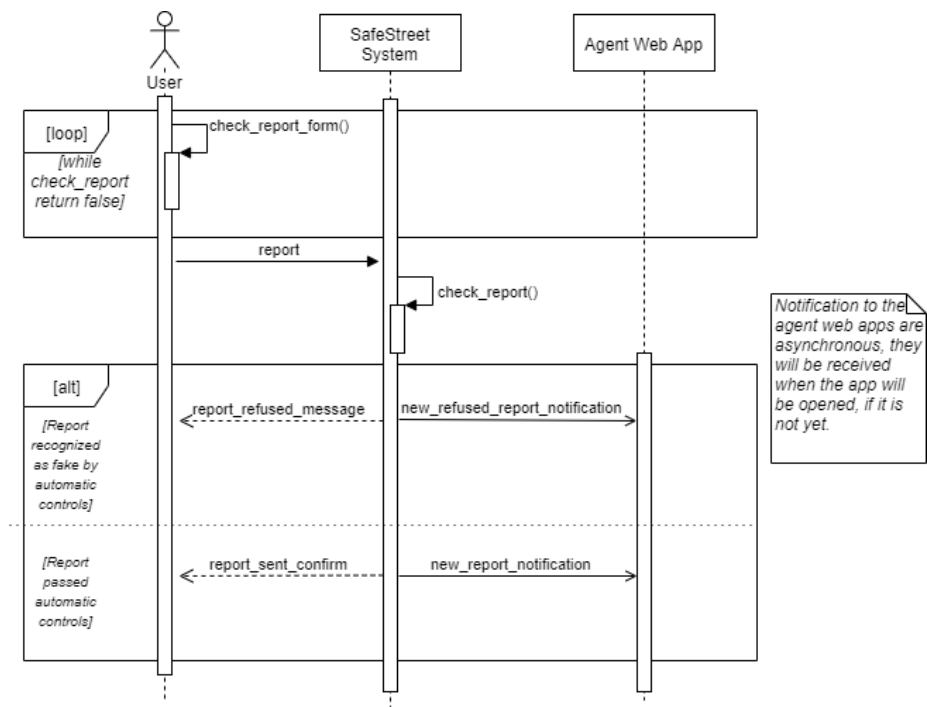 SafeStreet
System
Agent Web App
User
[loop]
[while
check_report
return false]
check_report_form()
report
check_report()
Notification to the
agent web apps are
asynchronous, they
will be received
when the app will
be opened, if it is
not yet.
[alt]
[Report
recognized
as fake by
automatic
controls]
report_refused_message
new_refused_report_notification
[Report
passed
automatic
controls]
report_sent_confirm
new_report_notification